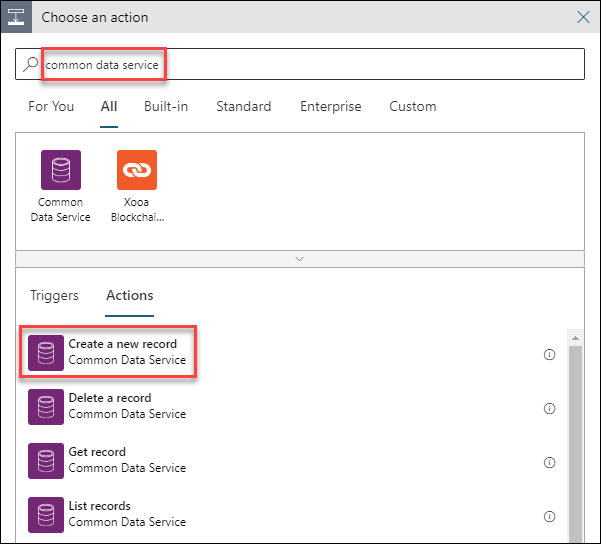 Choose an action
common data service
For You All Built-in Standard Enterprise Custom
Common
Data Service
Xooa
Blockchai...
Triggers Actions
Create a new record
Common Data Service
Delete a record
Common Data Service
Get record
Common Data Service
List records
Common Data Service